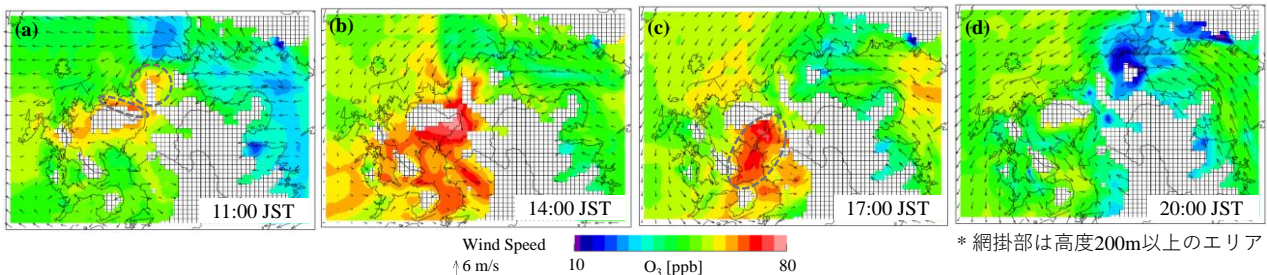 (a)
11:00 JST
(b)
14:00 JST
(c)
17:00 JST
(d)
20:00 JST
Wind Speed
↑6 m/s
10
O₃ [ppb]
80
* 網掛部は高度200m以上のエリア